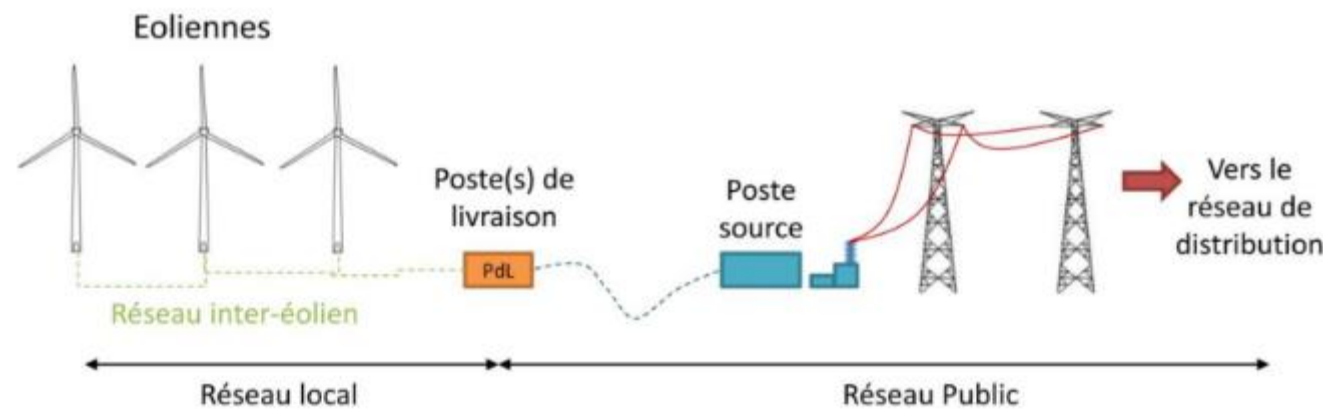 Eoliennes
Poste(s) de
livraison
Poste
source
Vers le
réseau de
distribution
PdL
Réseau inter-éolien
Réseau local
Réseau Public